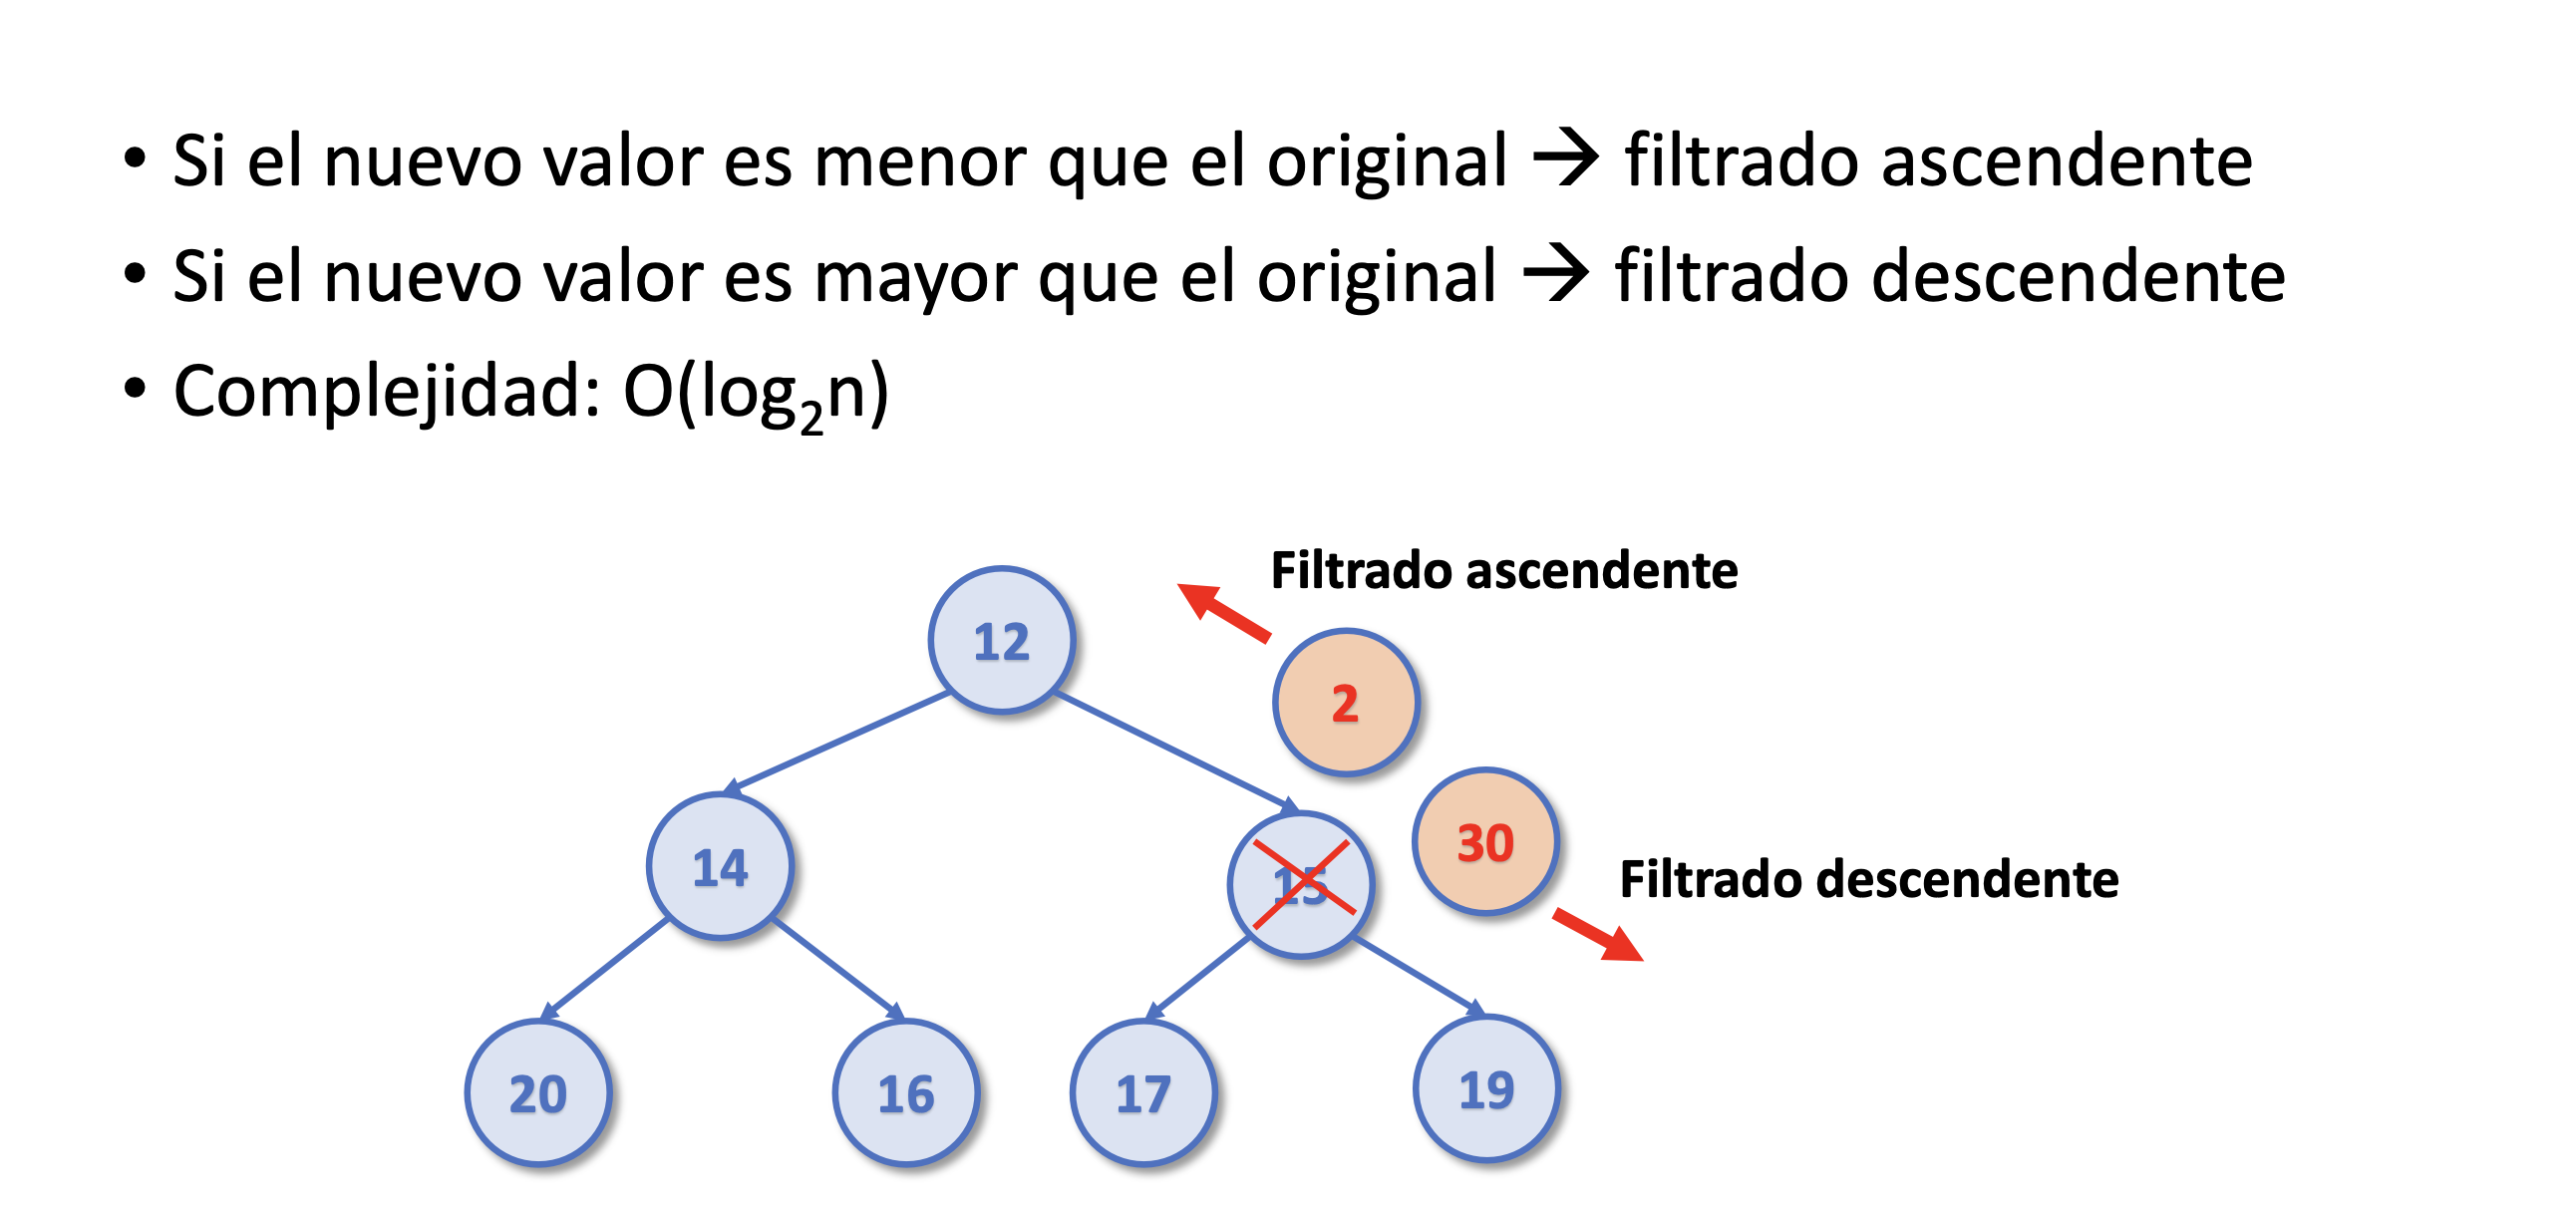 • Si el nuevo valor es menor que el original → filtrado ascendente
• Si el nuevo valor es mayor que el original → filtrado descendente
• Complejidad: O(log₂n)
Filtrado ascendente
12
2
30
14
15
Filtrado descendente
20
16
17
19